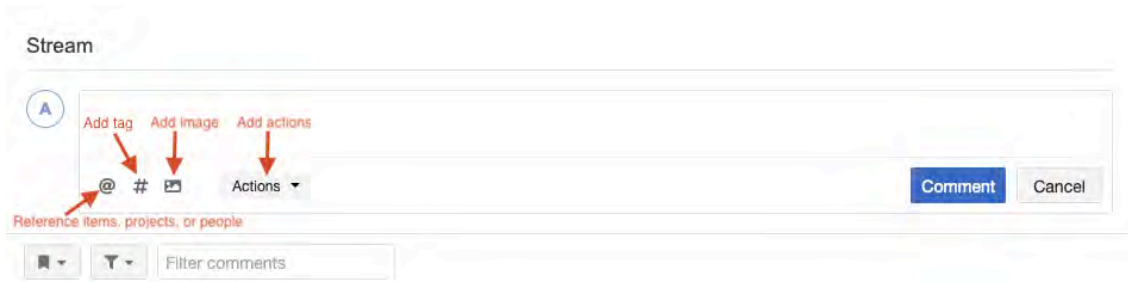 Stream
A
Add tag Add image Add actions
@ # Actions
Comment Cancel
Reference items, projects, or people
Filter comments